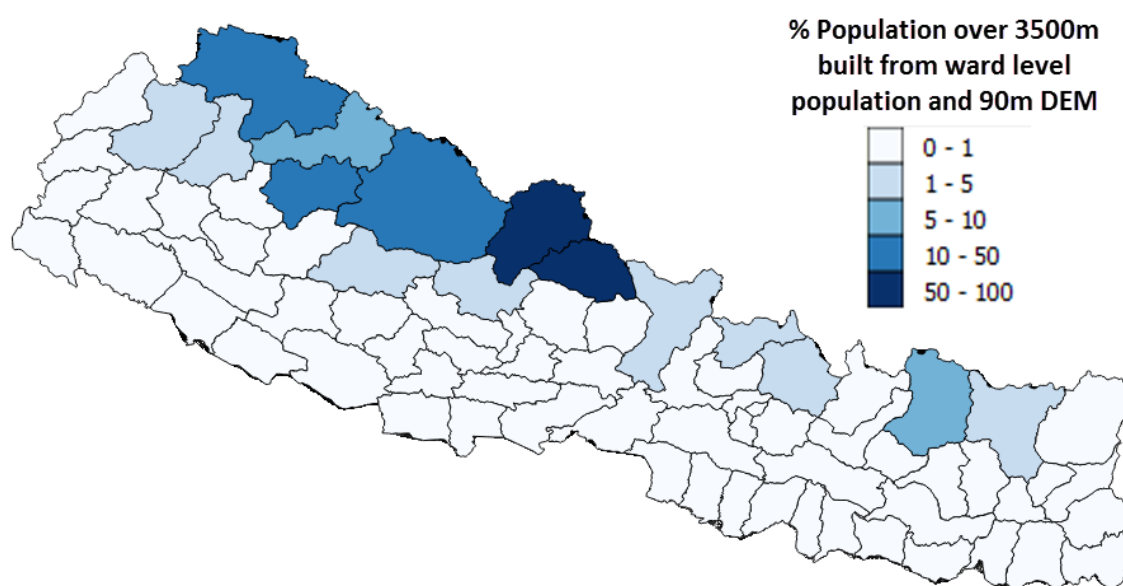 % Population over 3500m
built from ward level
population and 90m DEM
0 - 1
1 - 5
5 - 10
10 - 50
50 - 100